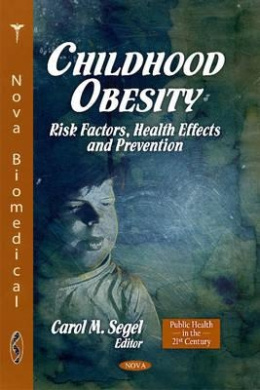 Nova Biomedical
CHILDHOOD
OBESITY
Risk Factors, Health Effects
and Prevention
Carol M. Segel
Editor
Public Health
in the
21st Century
NOVA